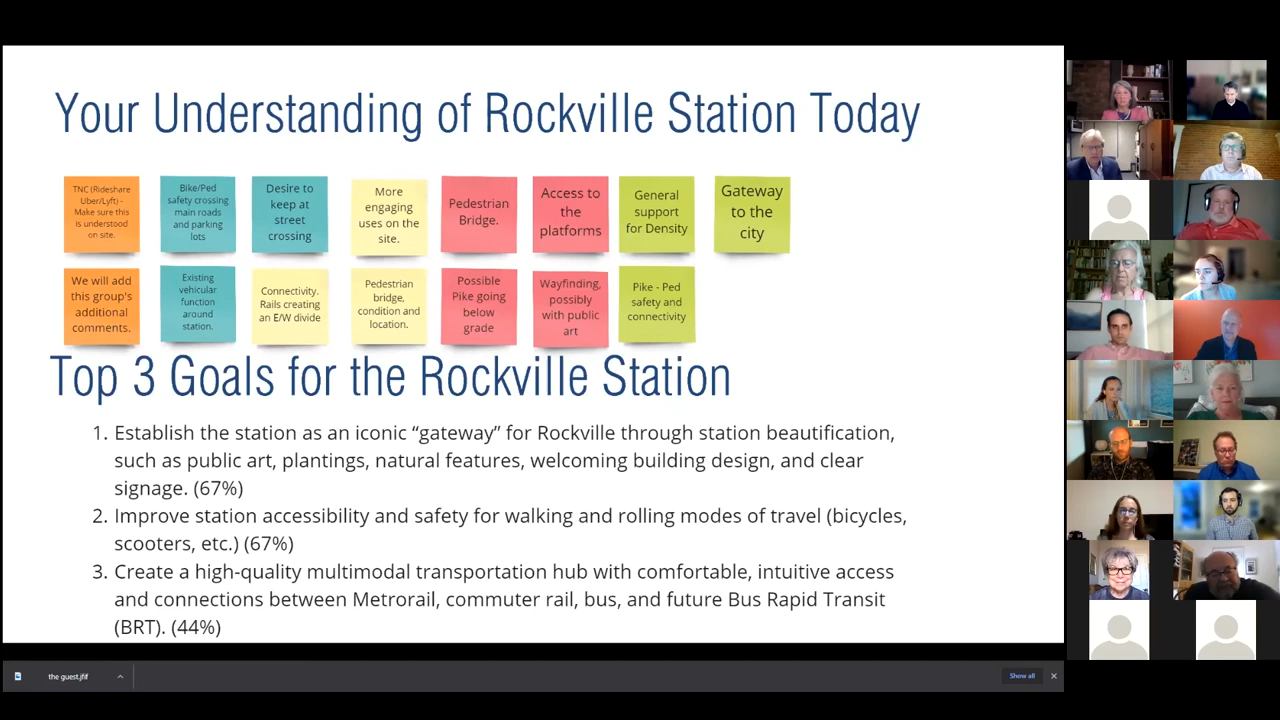 Your Understanding of Rockville Station Today
TNC (Rideshare
Uber/Lyft) -
Make sure this
is understood
on site.
Bike/Ped
safety crossing
main roads
and parking
lots
Desire to
keep at
street
crossing
More
engaging
uses on the
site.
Pedestrian
Bridge.
Access to
the
platforms
General
support
for Density
Gateway
to the
city
We will add
this group's
additional
comments.
Existing
vehicular
function
around
station.
Connectivity.
Rails creating
an E/W divide
Pedestrian
bridge,
condition and
location.
Possible
Pike going
below
grade
Wayfinding,
possibly
with public
art
Pike - Ped
safety and
connectivity
Top 3 Goals for the Rockville Station
1. Establish the station as an iconic “gateway” for Rockville through station beautification,
such as public art, plantings, natural features, welcoming building design, and clear
signage. (67%)
2. Improve station accessibility and safety for walking and rolling modes of travel (bicycles,
scooters, etc.) (67%)
3. Create a high-quality multimodal transportation hub with comfortable, intuitive access
and connections between Metrorail, commuter rail, bus, and future Bus Rapid Transit
(BRT). (44%)
the guest.jfif
Show all